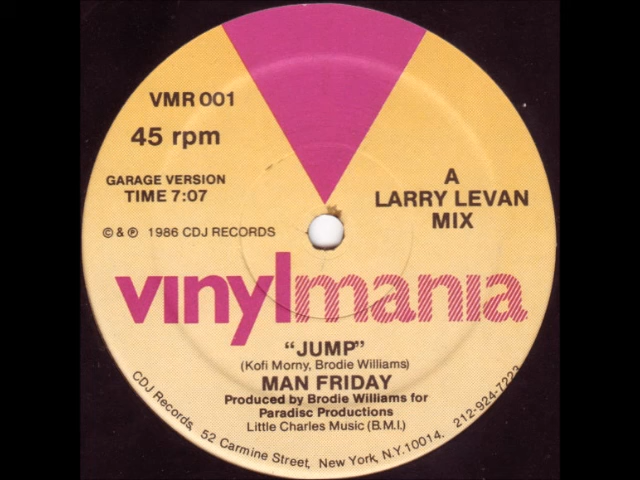 VMR 001
45 rpm
GARAGE VERSION
TIME 7:07
© & ℗ 1986 CDJ RECORDS
A
LARRY LEVAN
MIX
vinylmania
"JUMP"
(Kofi Morny, Brodie Williams)
MAN FRIDAY
Produced by Brodie Williams for
Paradisc Productions
Little Charles Music (B.M.I.)
CDJ Records, 52 Carmine Street, New York, N.Y. 10014. 212-924-7223